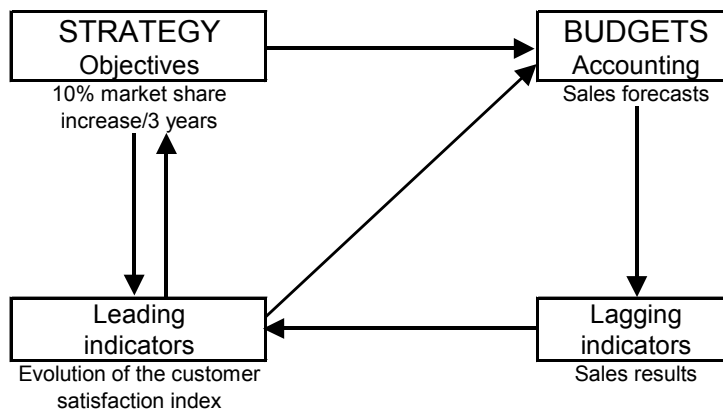 STRATEGY
Objectives
10% market share
increase/3 years
BUDGETS
Accounting
Sales forecasts
Leading
indicators
Evolution of the customer
satisfaction index
Lagging
indicators
Sales results